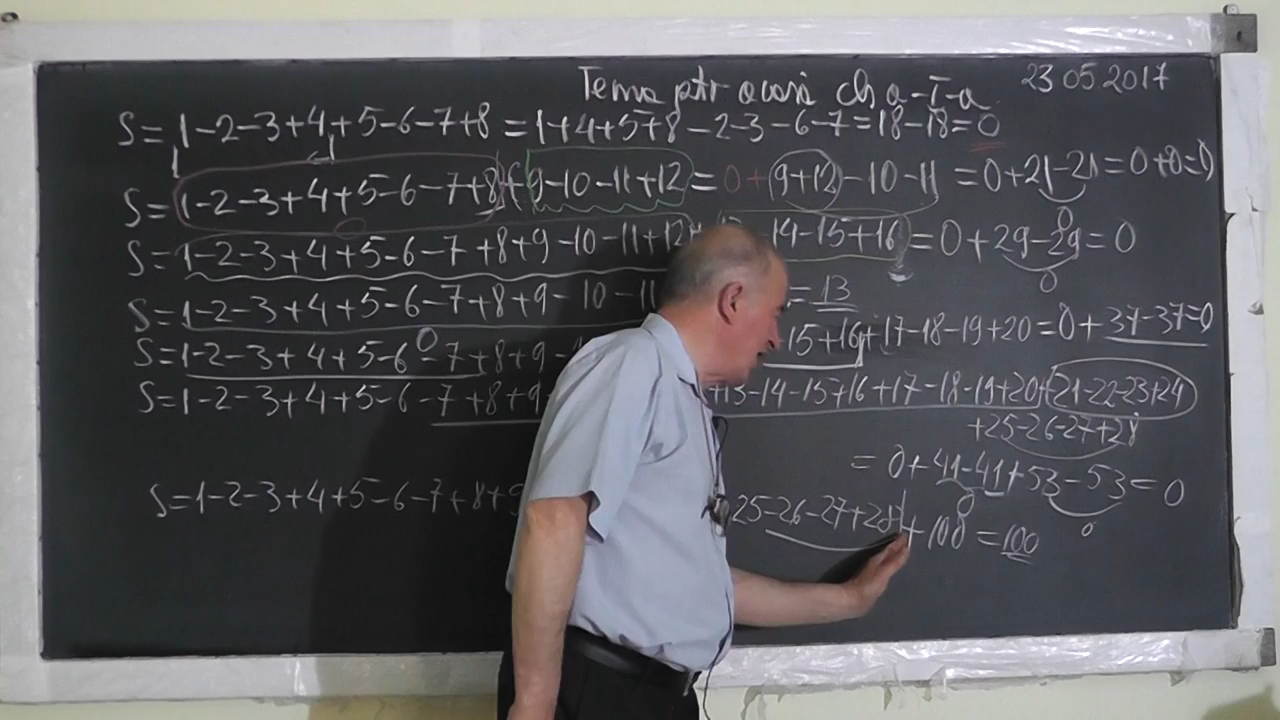 Tema ptr acasă cls a-I-a 23 05 2017
S=1-2-3+4+5-6-7+8=1+4+5+8-2-3-6-7=18-18=0
S=1-2-3+4+5-6-7+8+9-10-11+12=0+9+12-10-11=0+21-21=0+0=0
0
S=1-2-3+4+5-6-7+8+9-10-11+12 -14-15+16=0+29-29=0
0
S=1-2-3+4+5-6-7+8+9-10-11 =13
0
S=1-2-3+4+5-6-7+8+9- -15+16+17-18-19+20=0+37-37=0
S=1-2-3+4+5-6-7+8+9 +13-14-15+16+17-18-19+20+21-22-23+24
+25-26-27+28
=0+41-41+53-53=0
0 0
S=1-2-3+4+5-6-7+8+9 25-26-27+28+100=100